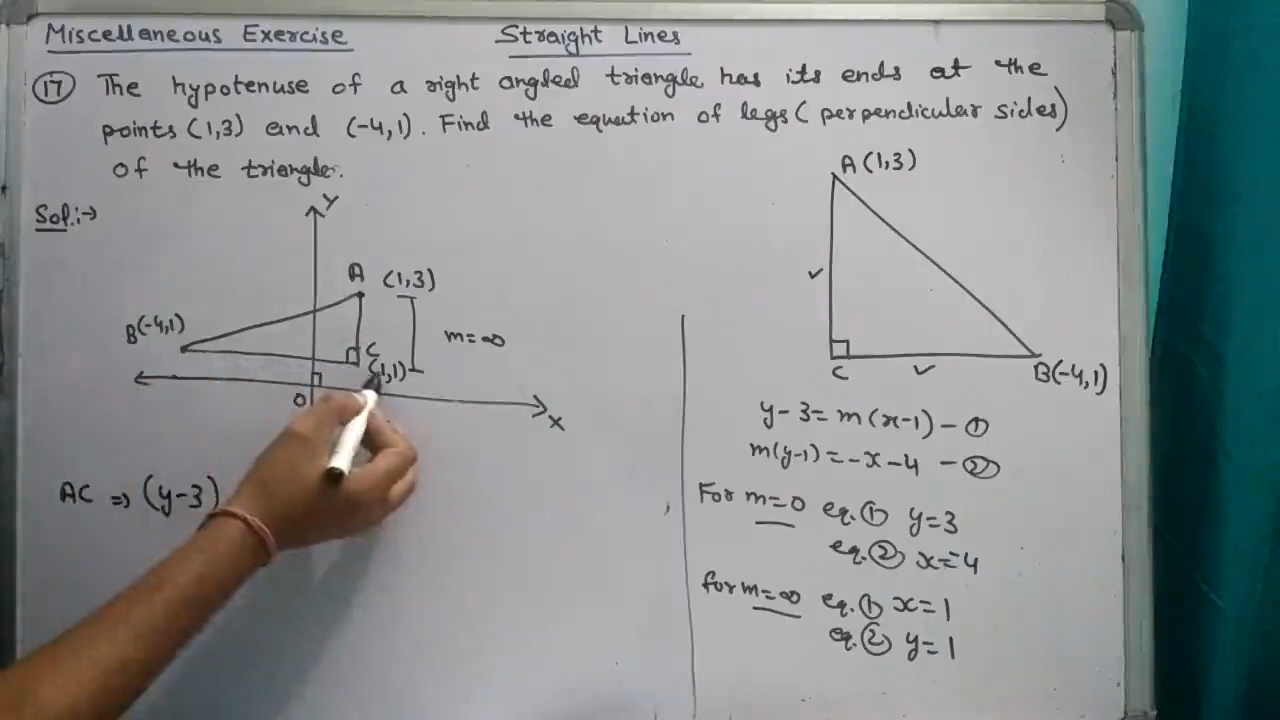 Miscellaneous Exercise Straight Lines
17 The hypotenuse of a right angled triangle has its ends at the
points (1,3) and (-4,1). Find the equation of legs (perpendicular sides)
of the triangle.
Sol:→
Y
A (1,3)
B(-4,1)
m=∞
C
(1,1)
O
X
AC ⇒ (y-3)
A (1,3)
C
B(-4,1)
y-3=m(x-1) - ①
m(y-1)=-x-4 - ②
For m=0 eq.① y=3
eq.② x=-4
for m=∞ eq.① x=1
eq.② y=1